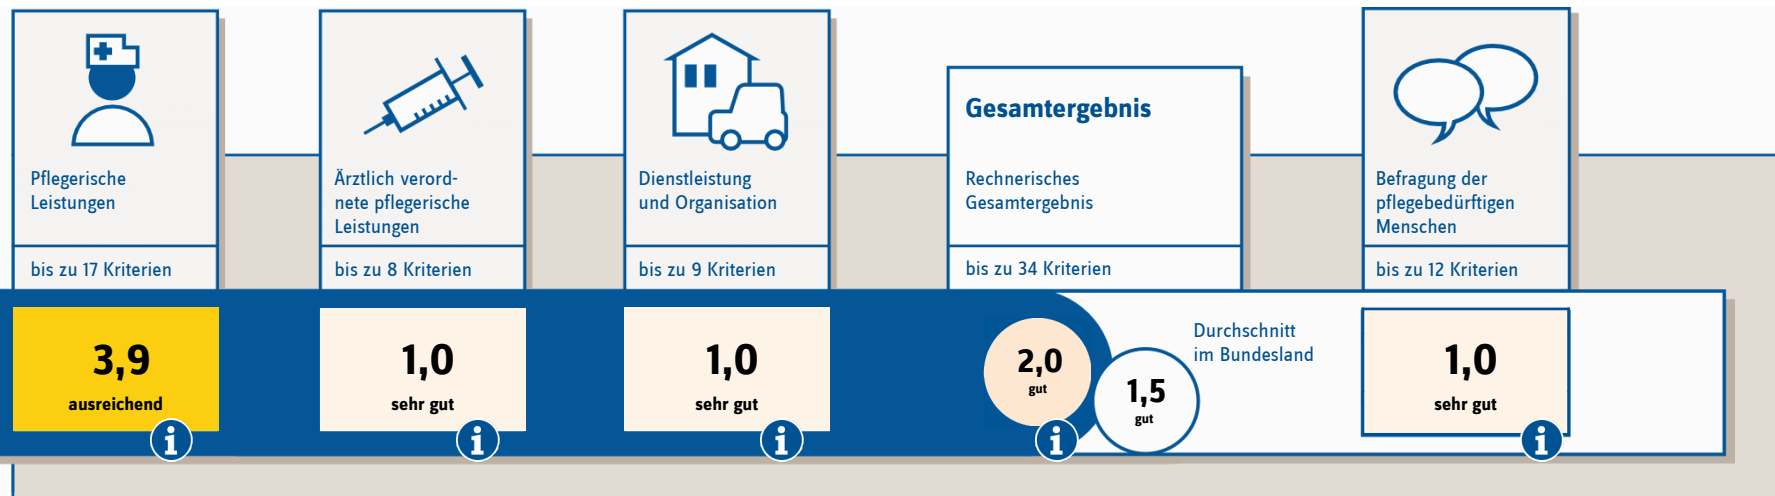 Pflegerische
Leistungen
bis zu 17 Kriterien
3,9
ausreichend
i
Ärztlich verord-
nete pflegerische
Leistungen
bis zu 8 Kriterien
1,0
sehr gut
i
Dienstleistung
und Organisation
bis zu 9 Kriterien
1,0
sehr gut
i
Gesamtergebnis
Rechnerisches
Gesamtergebnis
bis zu 34 Kriterien
2,0
gut
i
1,5
gut
Durchschnitt
im Bundesland
Befragung der
pflegebedürftigen
Menschen
bis zu 12 Kriterien
1,0
sehr gut
i